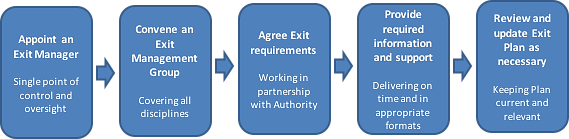 Appoint an
Exit Manager
Single point of
control and
oversight
Convene an
Exit
Management
Group
Covering all
disciplines
Agree Exit
requirements
Working in
partnership
with Authority
Provide
required
information
and support
Delivering on
time and in
appropriate
formats
Review and
update Exit
Plan as
necessary
Keeping Plan
current and
relevant